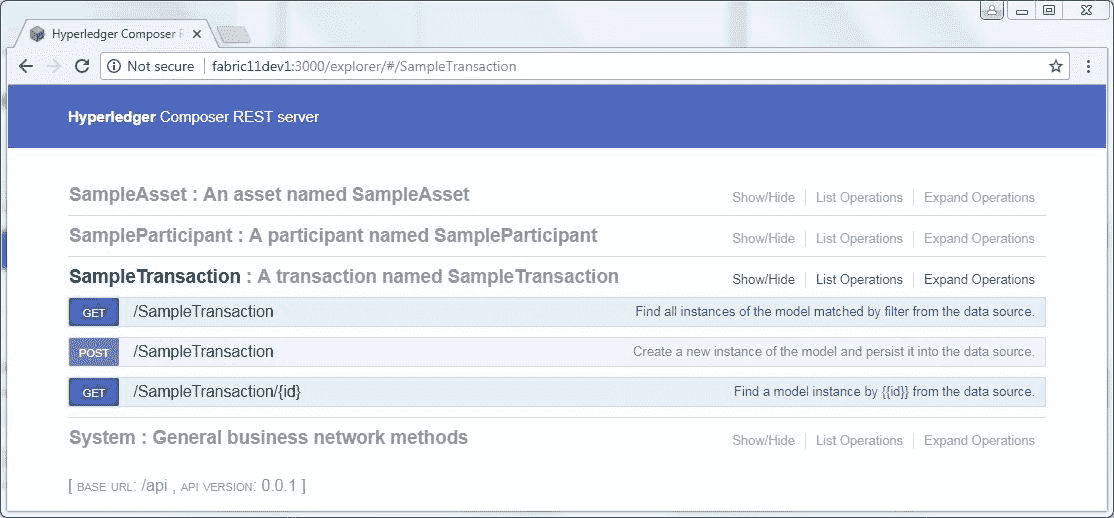 Hyperledger Composer R
Not secure fabric11dev1:3000/explorer/#/SampleTransaction
Hyperledger Composer REST server
SampleAsset : An asset named SampleAsset Show/Hide List Operations Expand Operations
SampleParticipant : A participant named SampleParticipant Show/Hide List Operations Expand Operations
SampleTransaction : A transaction named SampleTransaction Show/Hide List Operations Expand Operations
GET /SampleTransaction Find all instances of the model matched by filter from the data source.
POST /SampleTransaction Create a new instance of the model and persist it into the data source.
GET /SampleTransaction/{id} Find a model instance by {{id}} from the data source.
System : General business network methods Show/Hide List Operations Expand Operations
[ BASE URL: /api , API VERSION: 0.0.1 ]